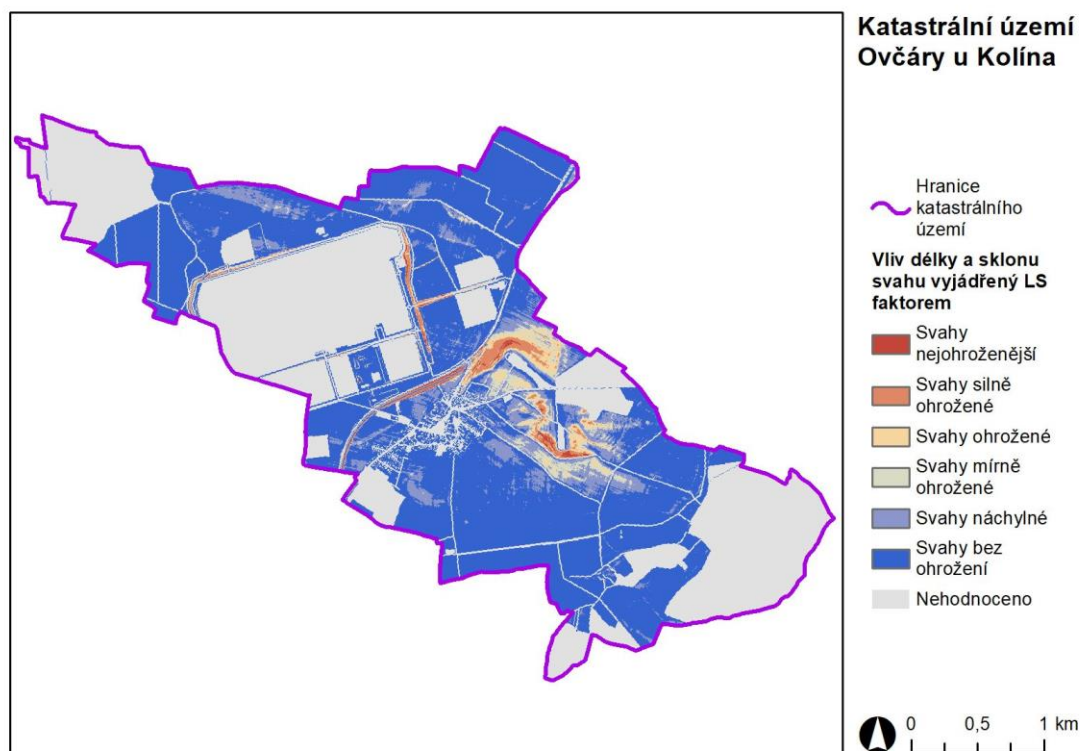 Katastrální území
Ovčáry u Kolína
Hranice
katastrálního
území
Vliv délky a sklonu
svahu vyjádřený LS
faktorem
Svahy
nejohroženější
Svahy silně
ohrožené
Svahy ohrožené
Svahy mírně
ohrožené
Svahy náchylné
Svahy bez
ohrožení
Nehodnoceno
0 0,5 1 km